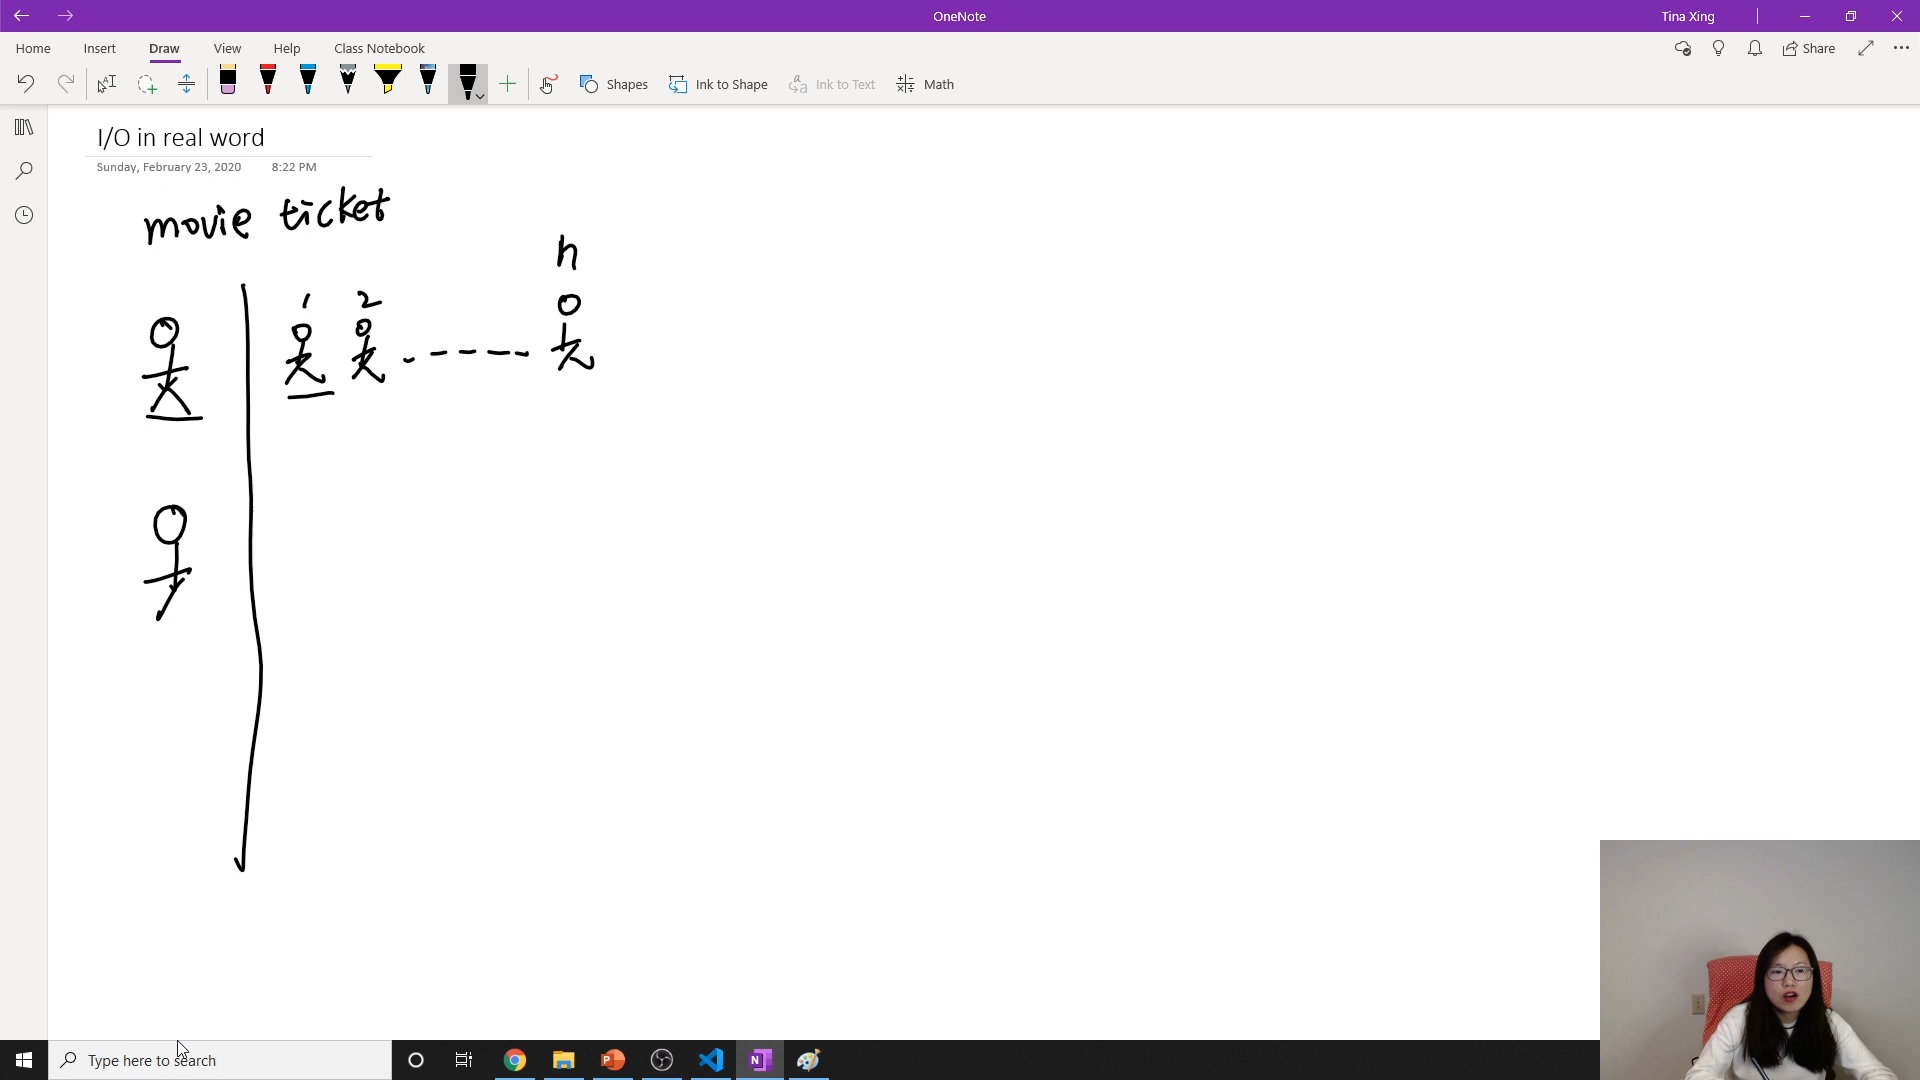 OneNote
Tina Xing
Home Insert Draw View Help Class Notebook
Share
Shapes Ink to Shape Ink to Text Math
I/O in real word
Sunday, February 23, 2020 8:22 PM
movie ticket
n
1 2
Type here to search